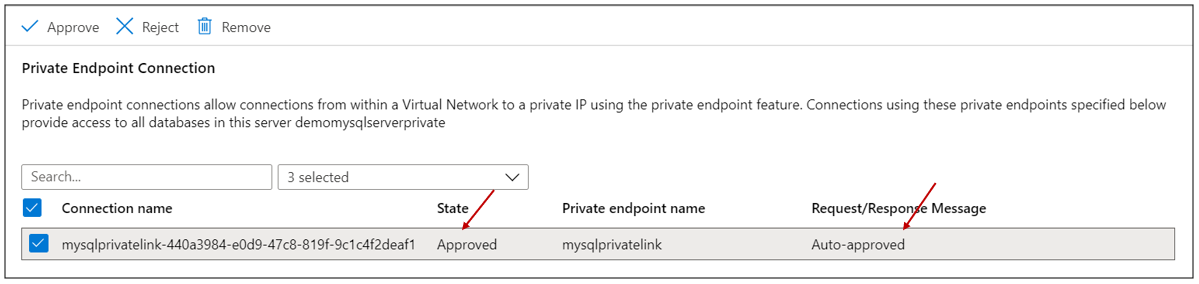 Approve Reject Remove
Private Endpoint Connection
Private endpoint connections allow connections from within a Virtual Network to a private IP using the private endpoint feature. Connections using these private endpoints specified below
provide access to all databases in this server demomysqlserverprivate
Search... 3 selected
Connection name State Private endpoint name Request/Response Message
mysqlprivatelink-440a3984-e0d9-47c8-819f-9c1c4f2deaf1 Approved mysqlprivatelink Auto-approved